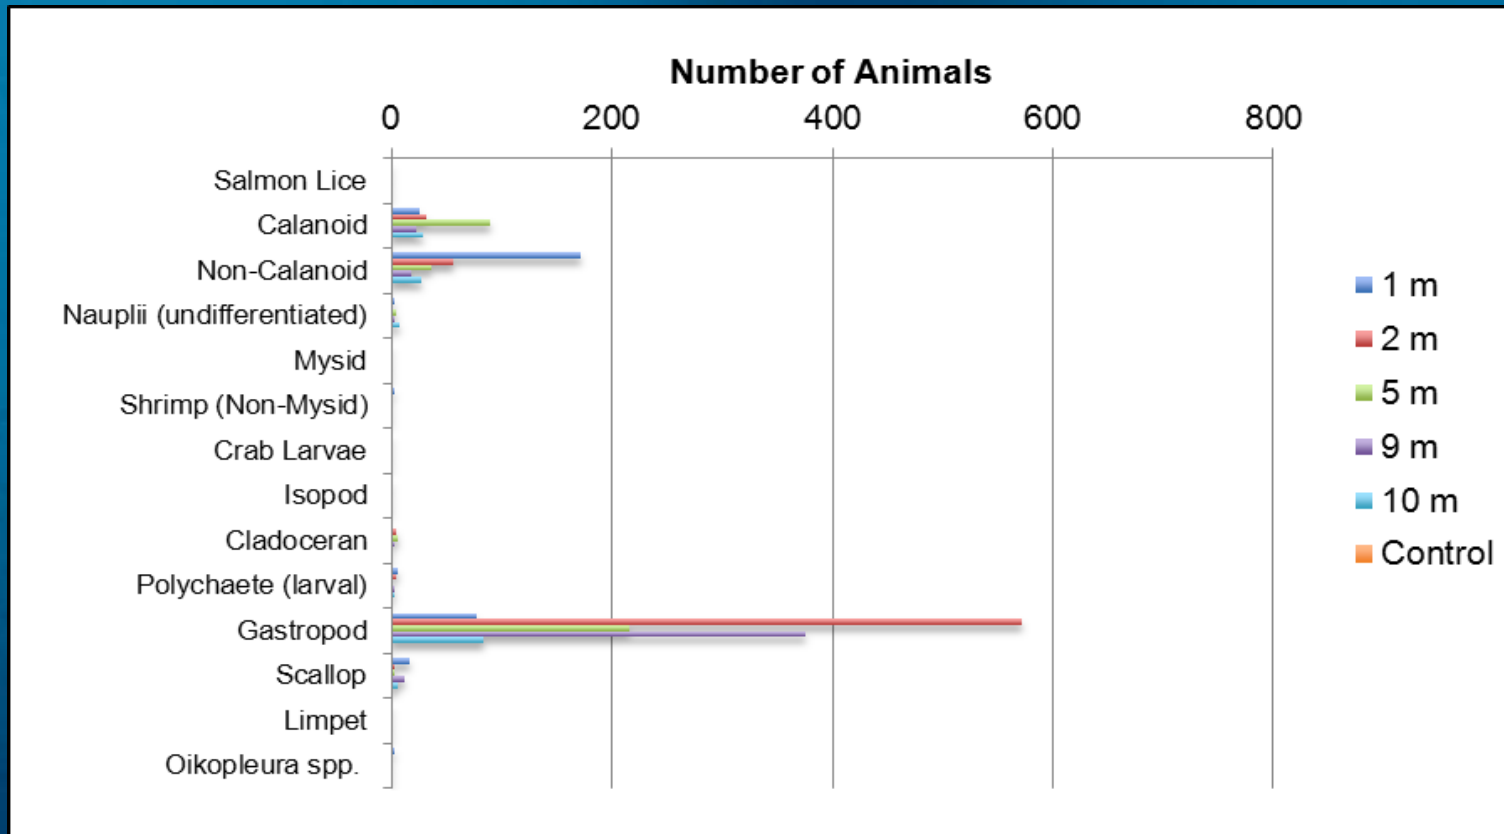 Number of Animals
0 200 400 600 800
Salmon Lice
Calanoid
Non-Calanoid
Nauplii (undifferentiated)
Mysid
Shrimp (Non-Mysid)
Crab Larvae
Isopod
Cladoceran
Polychaete (larval)
Gastropod
Scallop
Limpet
Oikopleura spp.
1 m
2 m
5 m
9 m
10 m
Control